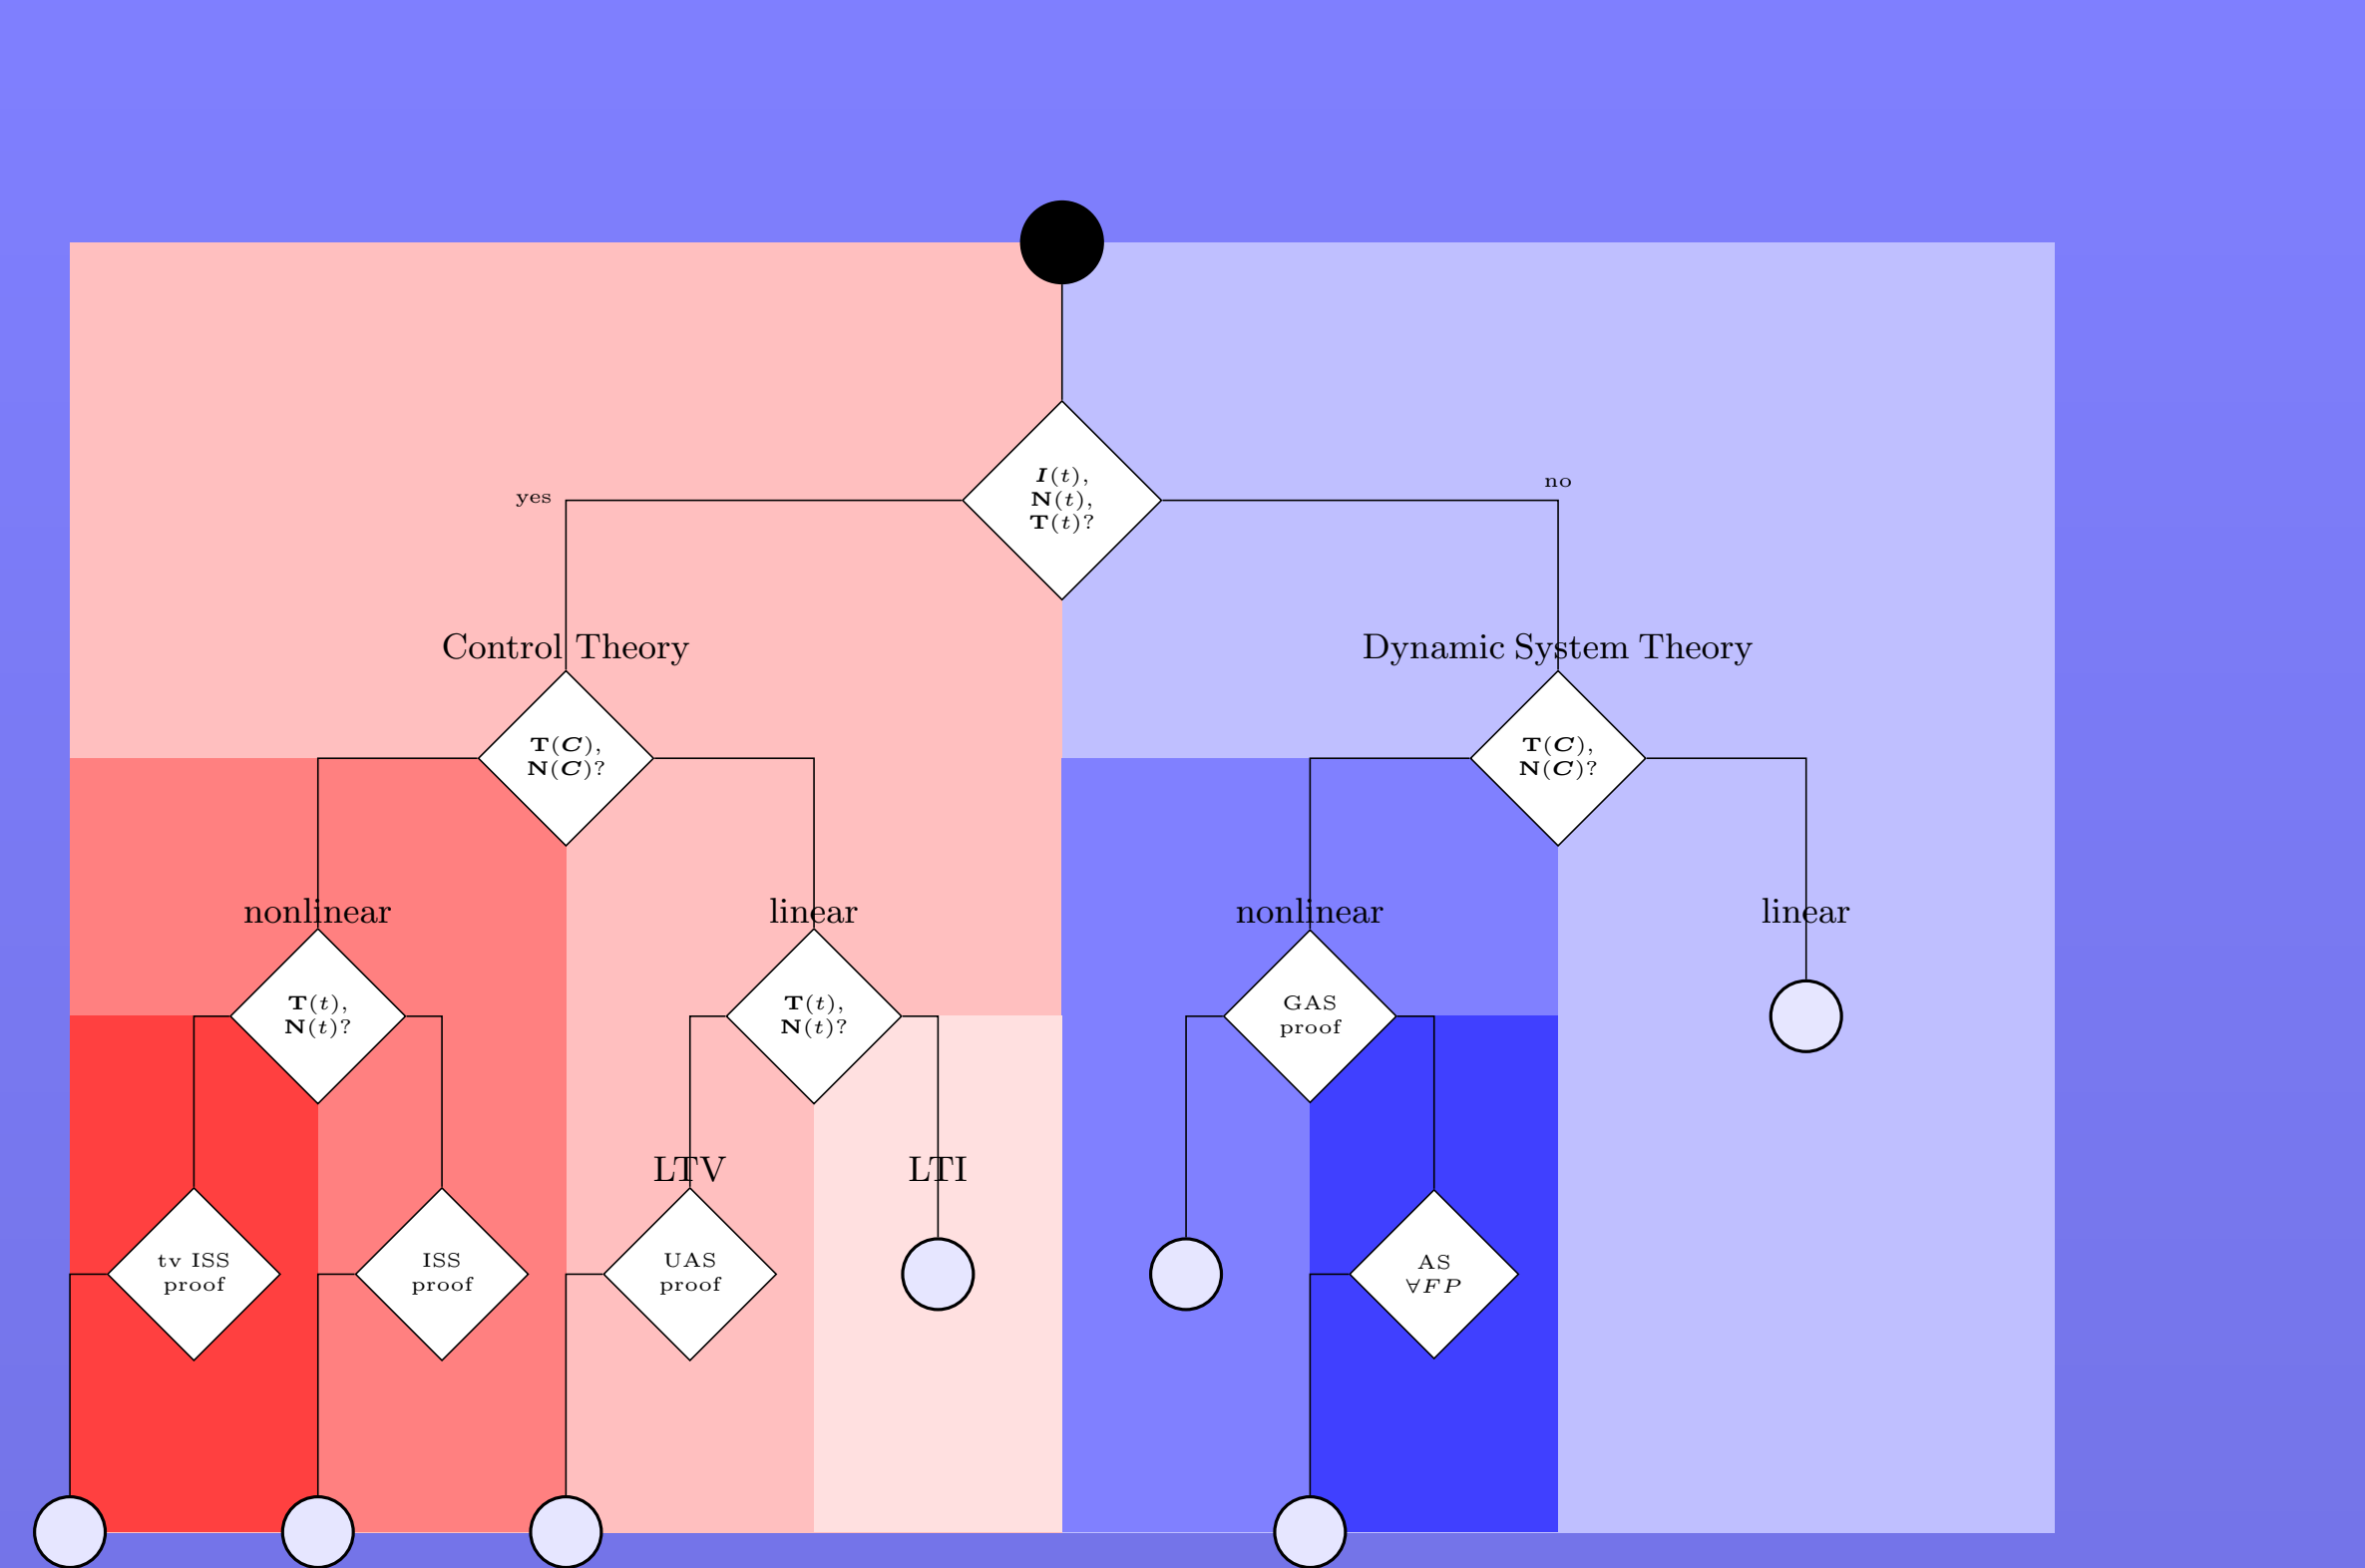 I(t),
N(t),
T(t)?
yes
no
Control Theory
Dynamic System Theory
T(C),
N(C)?
T(C),
N(C)?
nonlinear
linear
nonlinear
linear
T(t),
N(t)?
T(t),
N(t)?
GAS
proof
LTV
LTI
tv ISS
proof
ISS
proof
UAS
proof
AS
∀FP